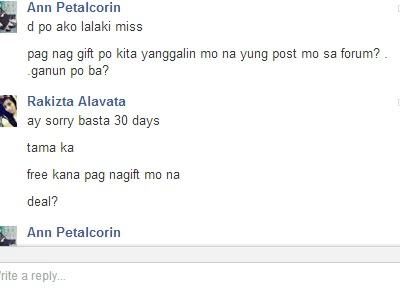 Ann Petalcorin
d po ako lalaki miss
pag nag gift po kita yanggalin mo na yung post mo sa forum? .
.ganun po ba?
Rakizta Alavata
ay sorry basta 30 days
tama ka
free kana pag nagift mo na
deal?
Ann Petalcorin
rite a reply...